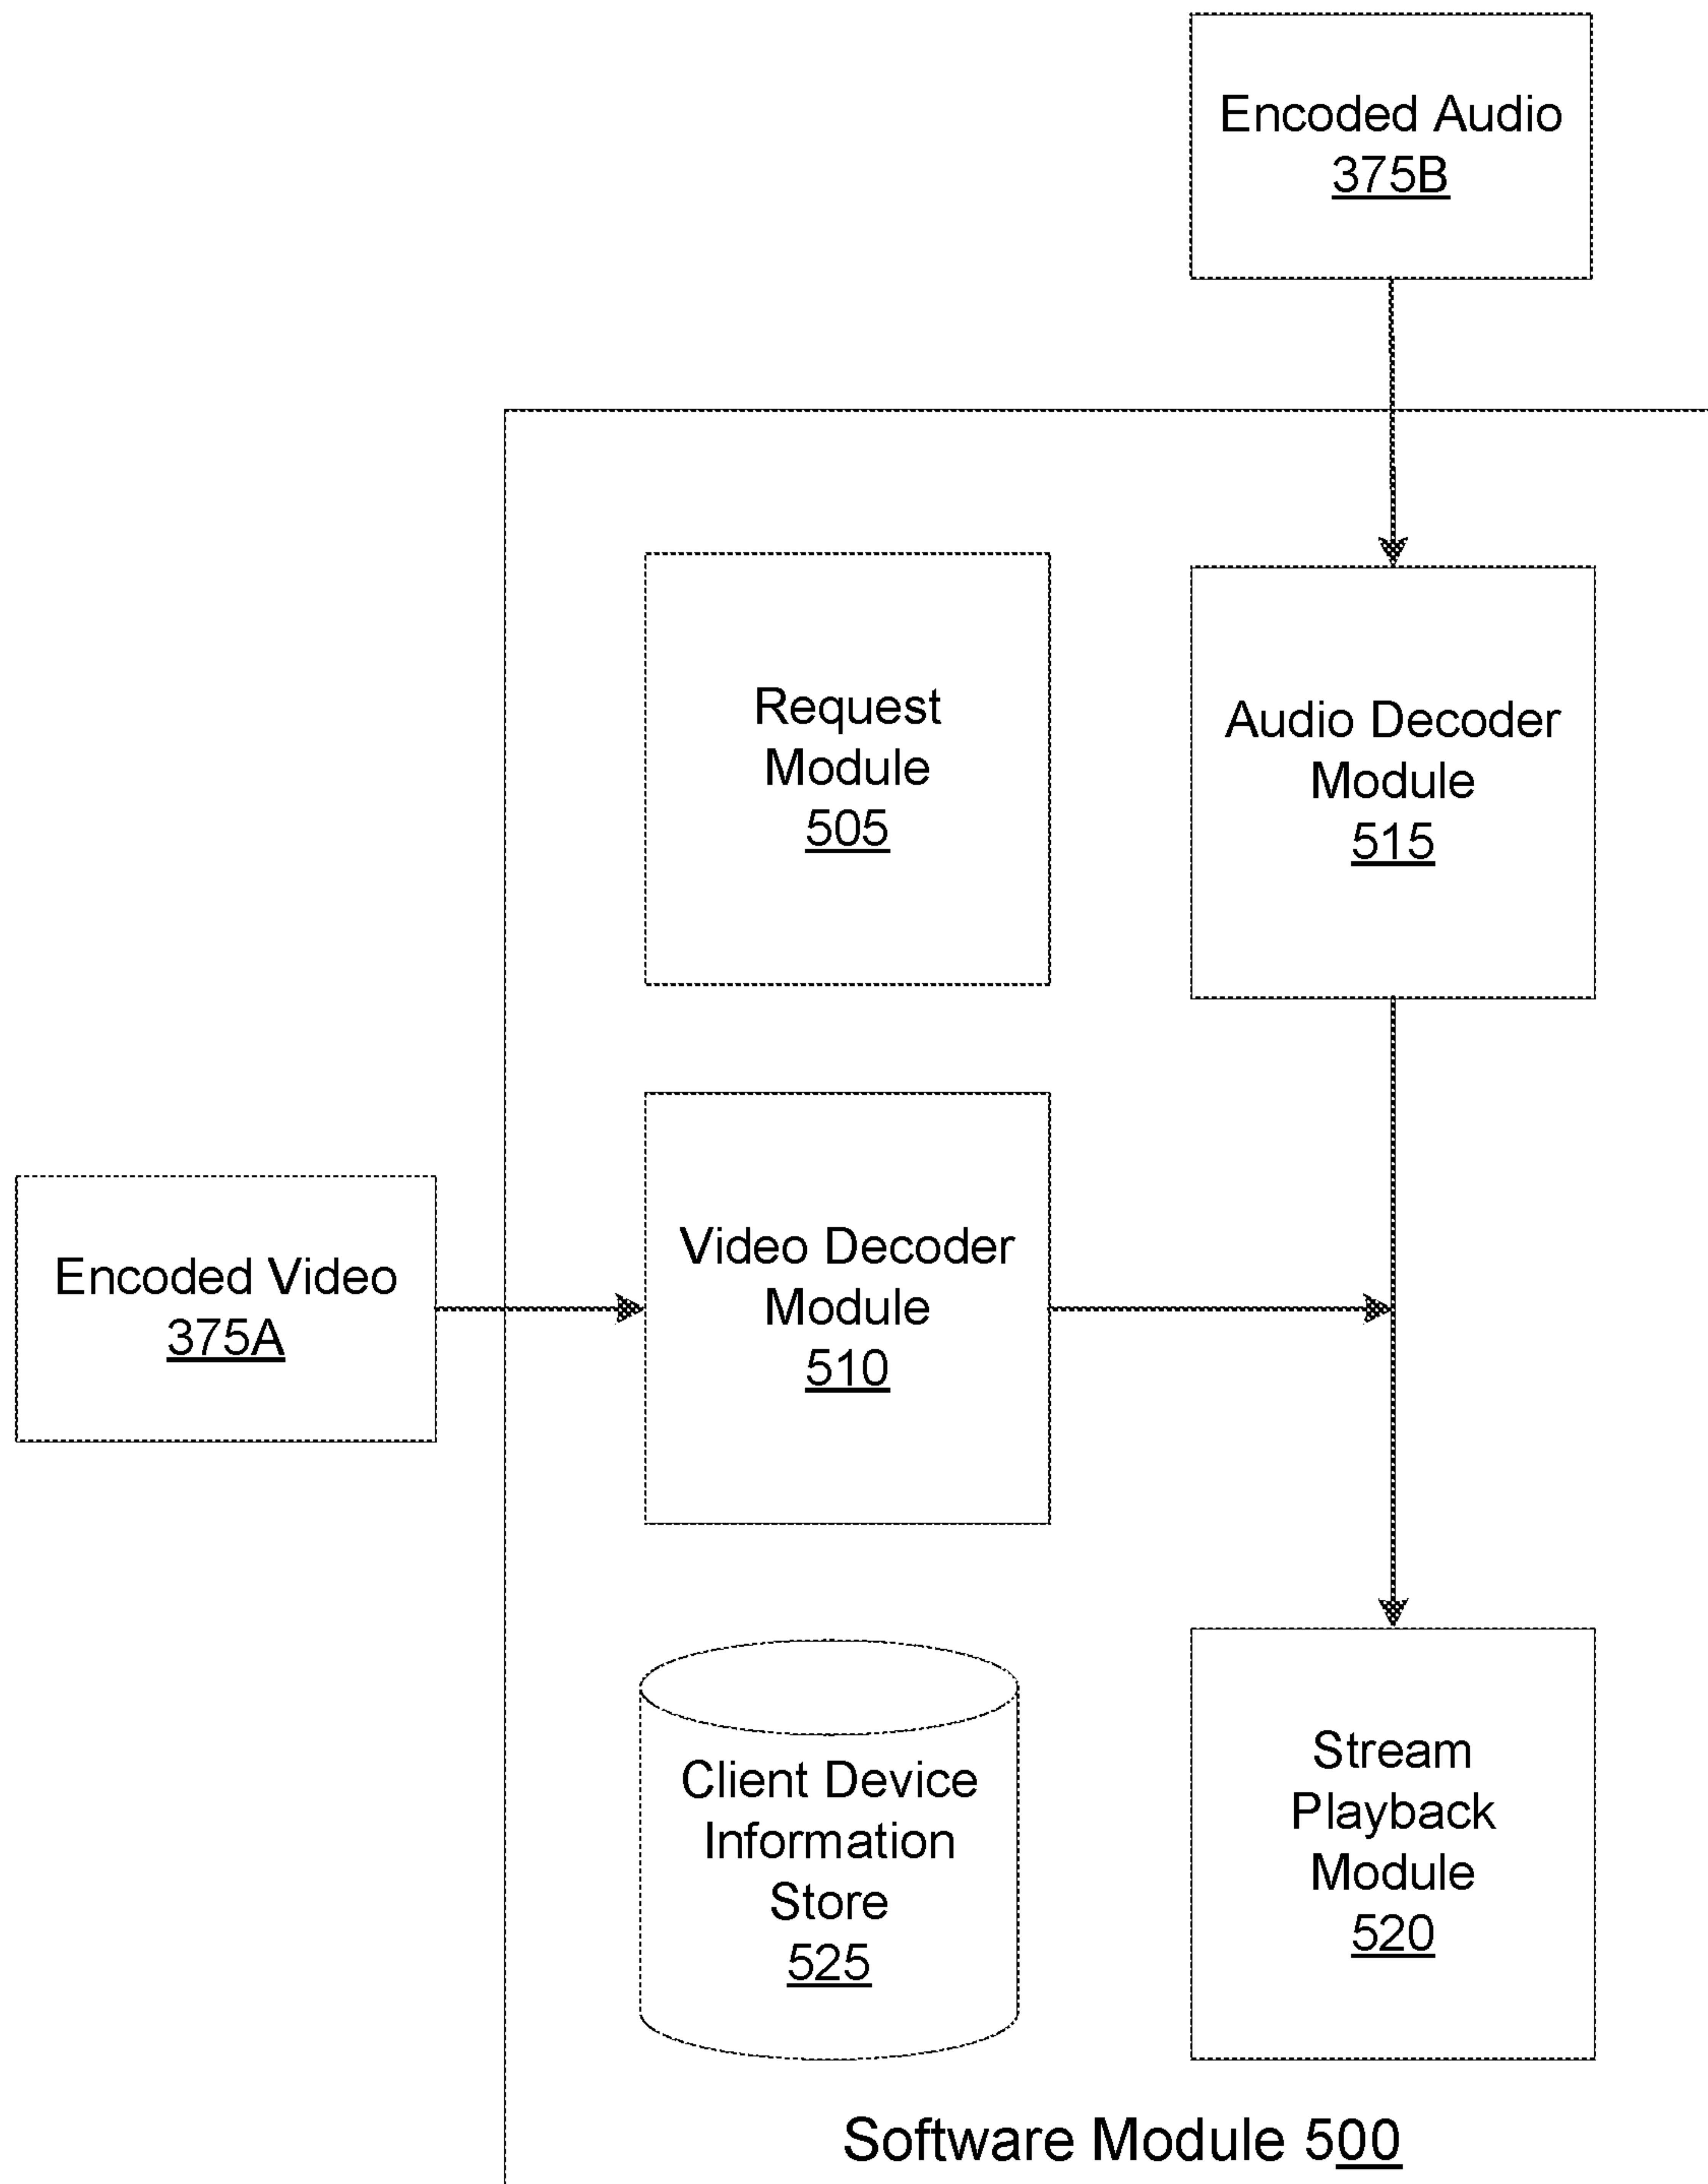 Encoded Audio
375B
Request
Module
505
Audio Decoder
Module
515
Encoded Video
375A
Video Decoder
Module
510
Client Device
Information
Store
525
Stream
Playback
Module
520
Software Module 500